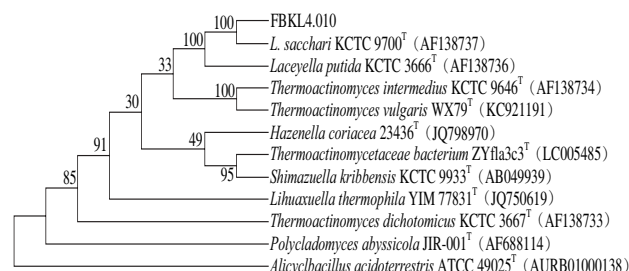 100 FBKL4.010
100 L. sacchari KCTC 9700T (AF138737)
Laceyella putida KCTC 3666T (AF138736)
33
100 Thermoactinomyces intermedius KCTC 9646T (AF138734)
Thermoactinomyces vulgaris WX79T (KC921191)
30
49 Hazenella coriacea 23436T (JQ798970)
Thermoactinomycetaceae bacterium ZYfla3c3T (LC005485)
95 Shimazuella kribbensis KCTC 9933T (AB049939)
91
Lihuaxuella thermophila YIM 77831T (JQ750619)
85
Thermoactinomyces dichotomicus KCTC 3667T (AF138733)
Polycladomyces abyssicola JIR-001T (AF688114)
Alicyclbacillus acidoterrestris ATCC 49025T (AURB01000138)